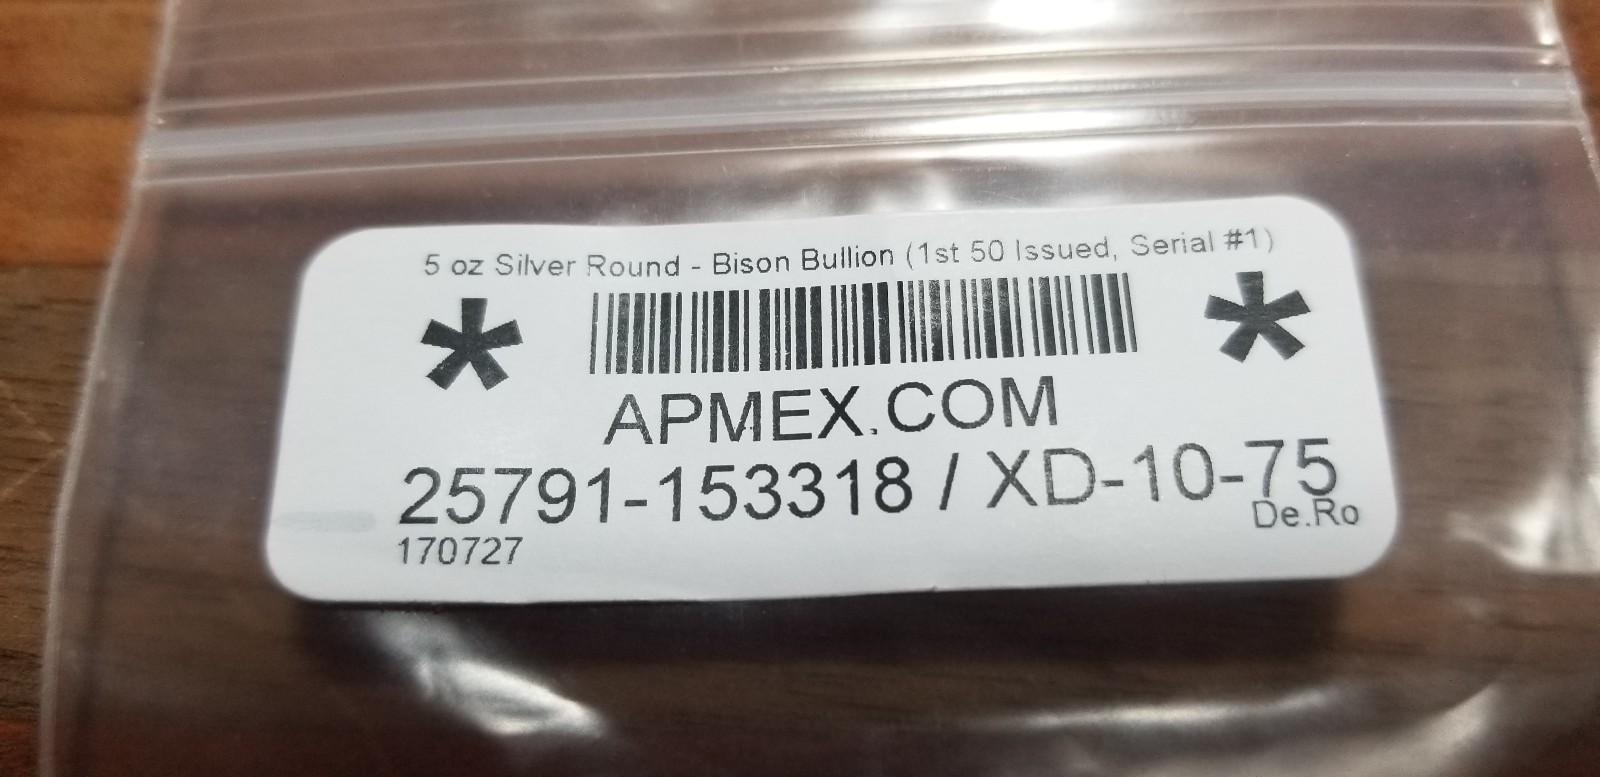 5 oz Silver Round - Bison Bullion (1st 50 Issued, Serial #1)
* *
APMEX.COM
25791-153318 / XD-10-75
De.Ro
170727